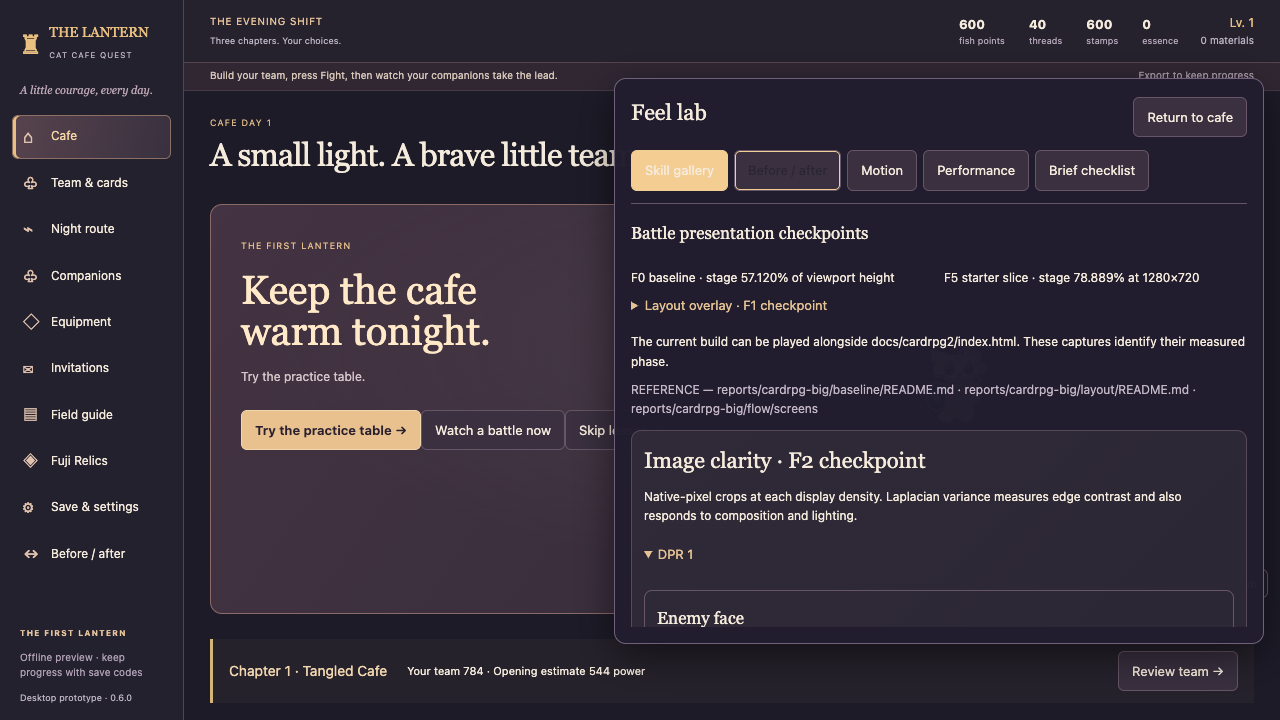 THE LANTERN
CAT CAFE QUEST
A little courage, every day.
Cafe
Team & cards
Night route
Companions
Equipment
Invitations
Field guide
Fuji Relics
Save & settings
Before / after
THE FIRST LANTERN
Offline preview · keep
progress with save codes
Desktop prototype · 0.6.0
THE EVENING SHIFT
Three chapters. Your choices.
600
fish points
40
threads
600
stamps
0
essence
Lv. 1
0 materials
Build your team, press Fight, then watch your companions take the lead.
Export to keep progress
CAFE DAY 1
A small light. A brave little team
THE FIRST LANTERN
Keep the cafe
warm tonight.
Try the practice table.
Try the practice table →
Watch a battle now
Skip
Chapter 1 · Tangled Cafe
Your team 784 · Opening estimate 544 power
Review team →
Feel lab
Return to cafe
Skill gallery
Before / after
Motion
Performance
Brief checklist
Battle presentation checkpoints
F0 baseline · stage 57.120% of viewport height
F5 starter slice · stage 78.889% at 1280×720
Layout overlay · F1 checkpoint
The current build can be played alongside docs/cardrpg2/index.html. These captures identify their measured
phase.
REFERENCE — reports/cardrpg-big/baseline/README.md · reports/cardrpg-big/layout/README.md ·
reports/cardrpg-big/flow/screens
Image clarity · F2 checkpoint
Native-pixel crops at each display density. Laplacian variance measures edge contrast and also
responds to composition and lighting.
DPR 1
Enemy face